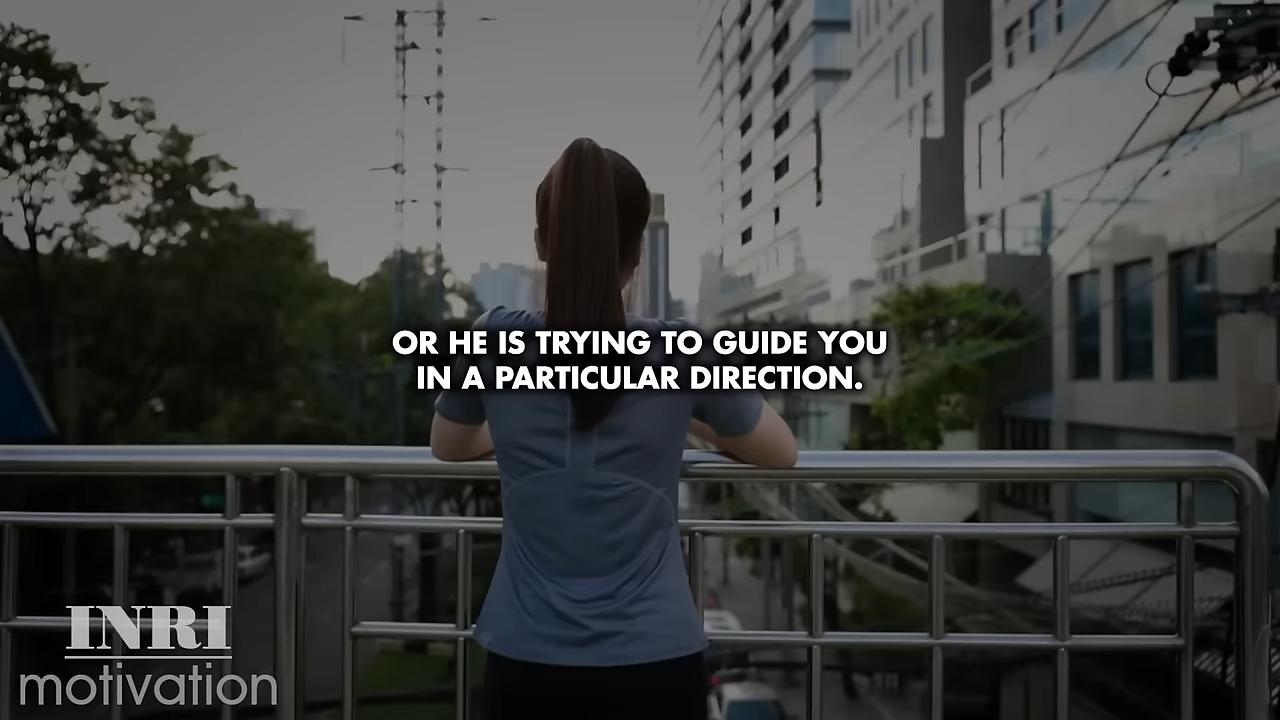 OR HE IS TRYING TO GUIDE YOU
IN A PARTICULAR DIRECTION.
INRI
motivation